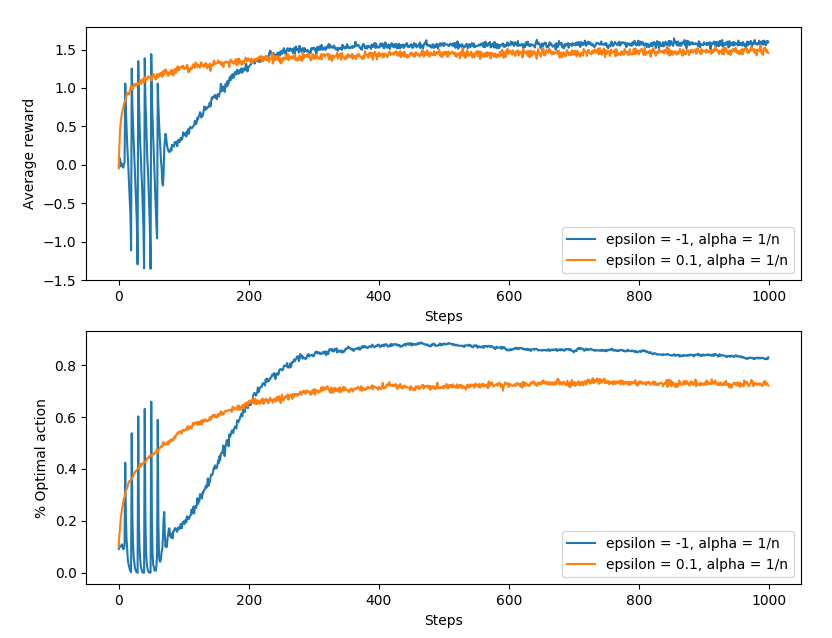 Average reward
1.5
1.0
0.5
0.0
−0.5
−1.0
−1.5
0 200 400 600 800 1000
Steps
epsilon = -1, alpha = 1/n
epsilon = 0.1, alpha = 1/n
% Optimal action
0.8
0.6
0.4
0.2
0.0
0 200 400 600 800 1000
Steps
epsilon = -1, alpha = 1/n
epsilon = 0.1, alpha = 1/n